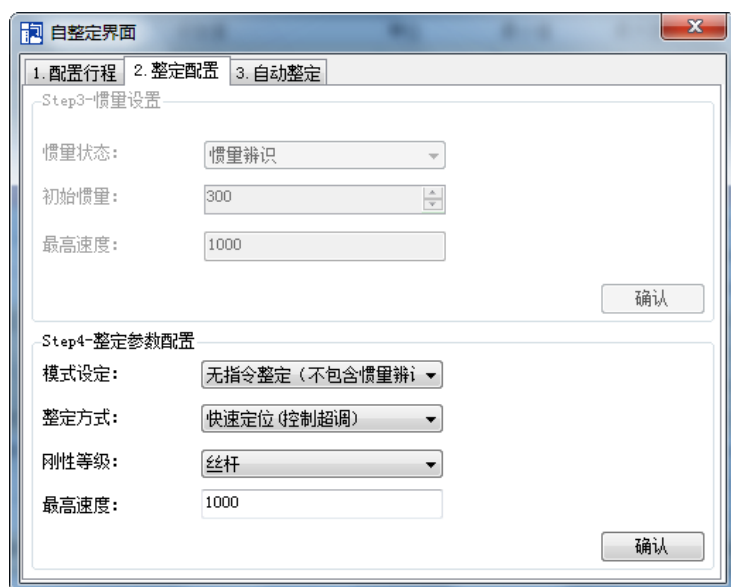 自整定界面
1.配置行程 2.整定配置 3.自动整定
Step3-惯量设置
惯量状态： 惯量辨识
初始惯量： 300
最高速度： 1000
确认
Step4-整定参数配置
模式设定： 无指令整定（不包含惯量辨
整定方式： 快速定位(控制超调)
刚性等级： 丝杆
最高速度： 1000
确认